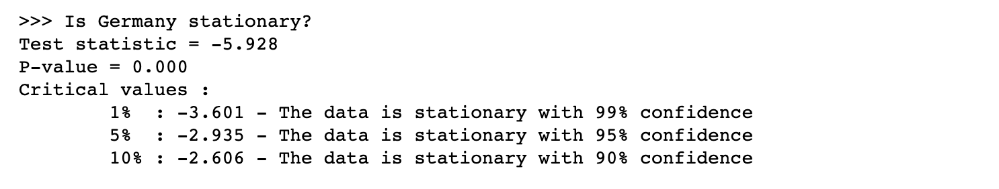 >>> Is Germany stationary?
Test statistic = -5.928
P-value = 0.000
Critical values :
        1%  : -3.601 - The data is stationary with 99% confidence
        5%  : -2.935 - The data is stationary with 95% confidence
        10% : -2.606 - The data is stationary with 90% confidence